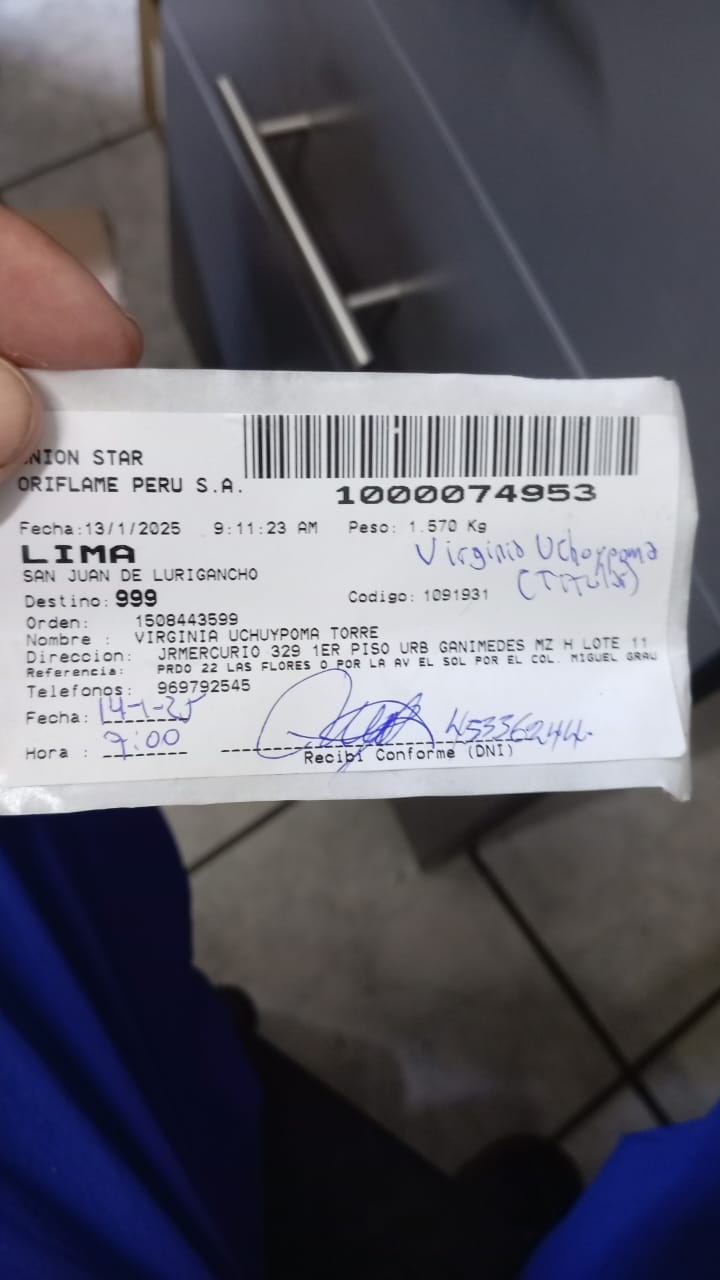 NION STAR
ORIFLAME PERU S.A.
1000074953
Fecha:13/1/2025 9:11:23 AM Peso: 1.570 Kg
LIMA
Virginia Uchuypoma
(TITULAR)
SAN JUAN DE LURIGANCHO
Destino: 999 Codigo: 1091931
Orden: 1508443599
Nombre : VIRGINIA UCHUYPOMA TORRE
Direccion: JRMERCURIO 329 1ER PISO URB GANIMEDES MZ H LOTE 11
Referencia: PRDO 22 LAS FLORES O POR LA AV EL SOL POR EL COL. MIGUEL GRAU
Telefonos: 969792545
Fecha: 14-1-25
Hora : 9:00
45336244
Recibi Conforme (DNI)